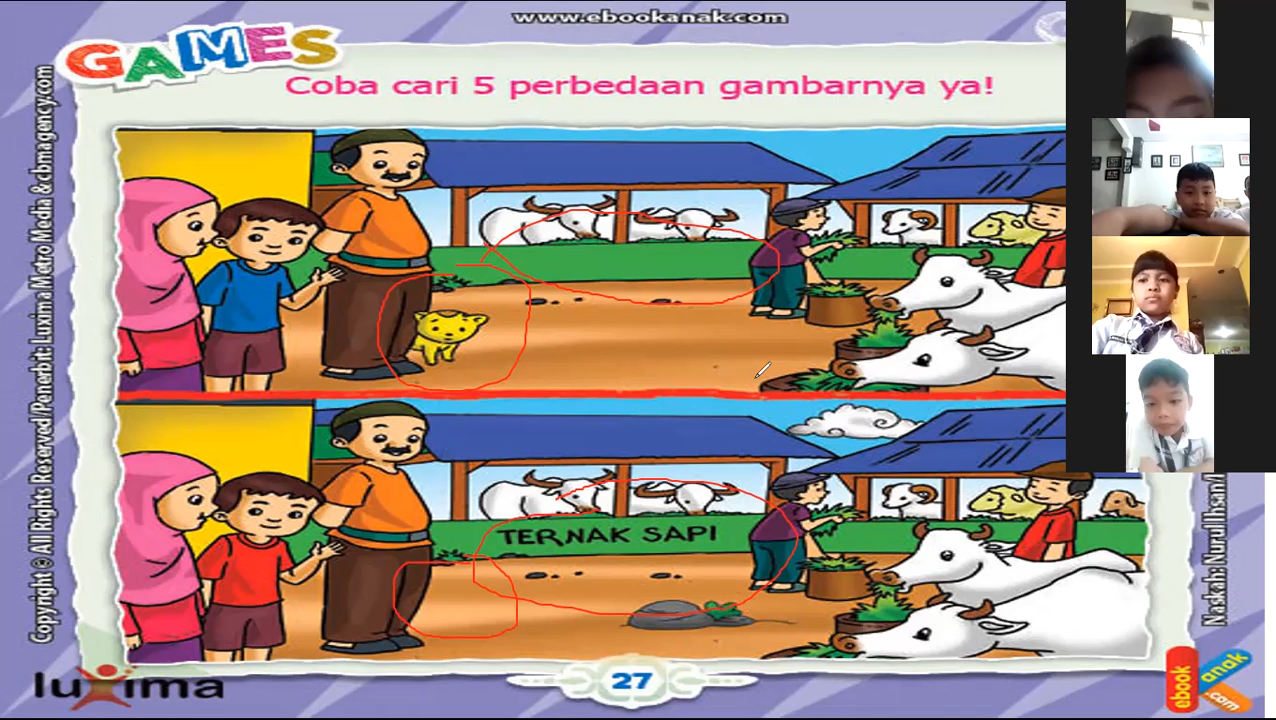 www.ebookanak.com
GAMES
Coba cari 5 perbedaan gambarnya ya!
Copyright © All Rights Reserved/Penerbit: Luxima Metro Media & cbmagency.com
TERNAK SAPI
Naskah: Nurul Ihsan/
luxima
27
ebook
anak
.com